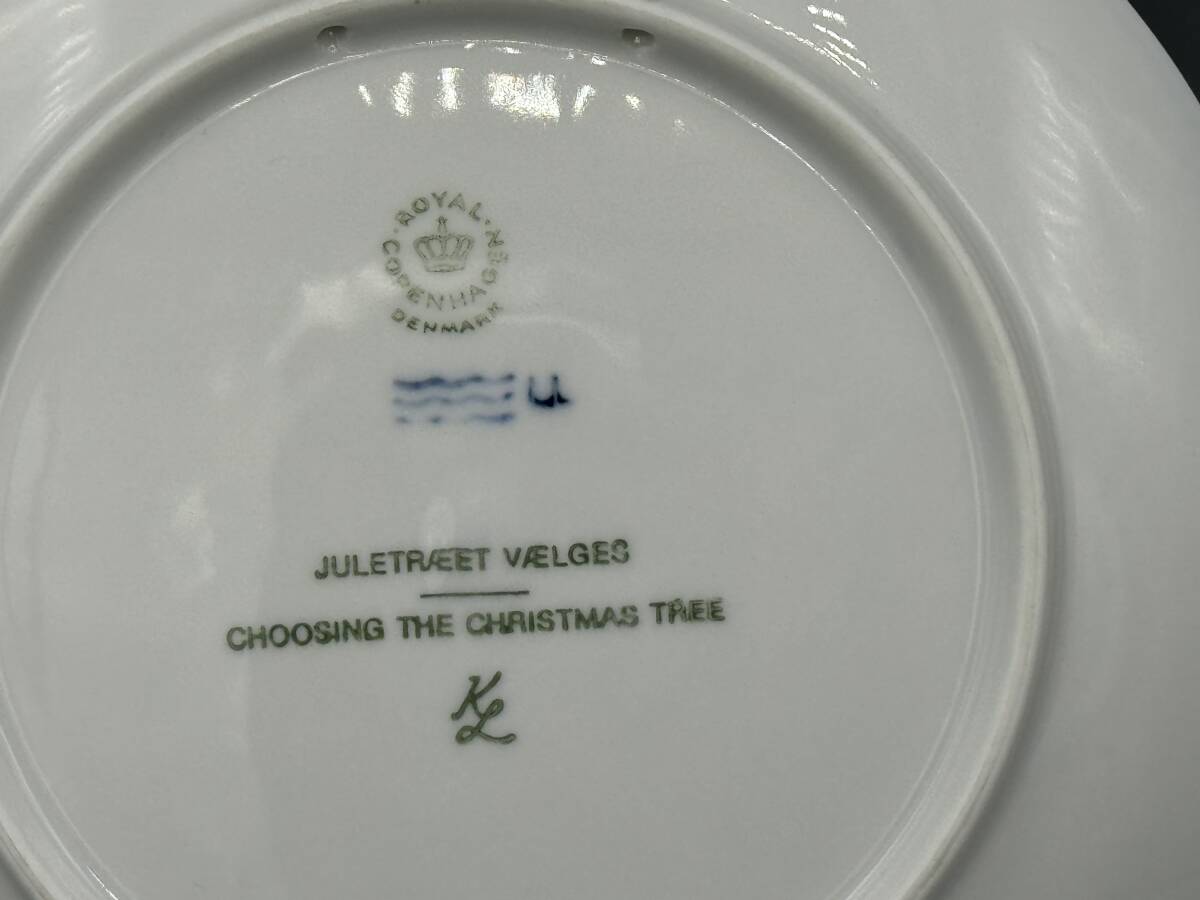 ROYAL
COPENHAGEN
DENMARK
JULETRÆET VÆLGES
CHOOSING THE CHRISTMAS TREE
KL